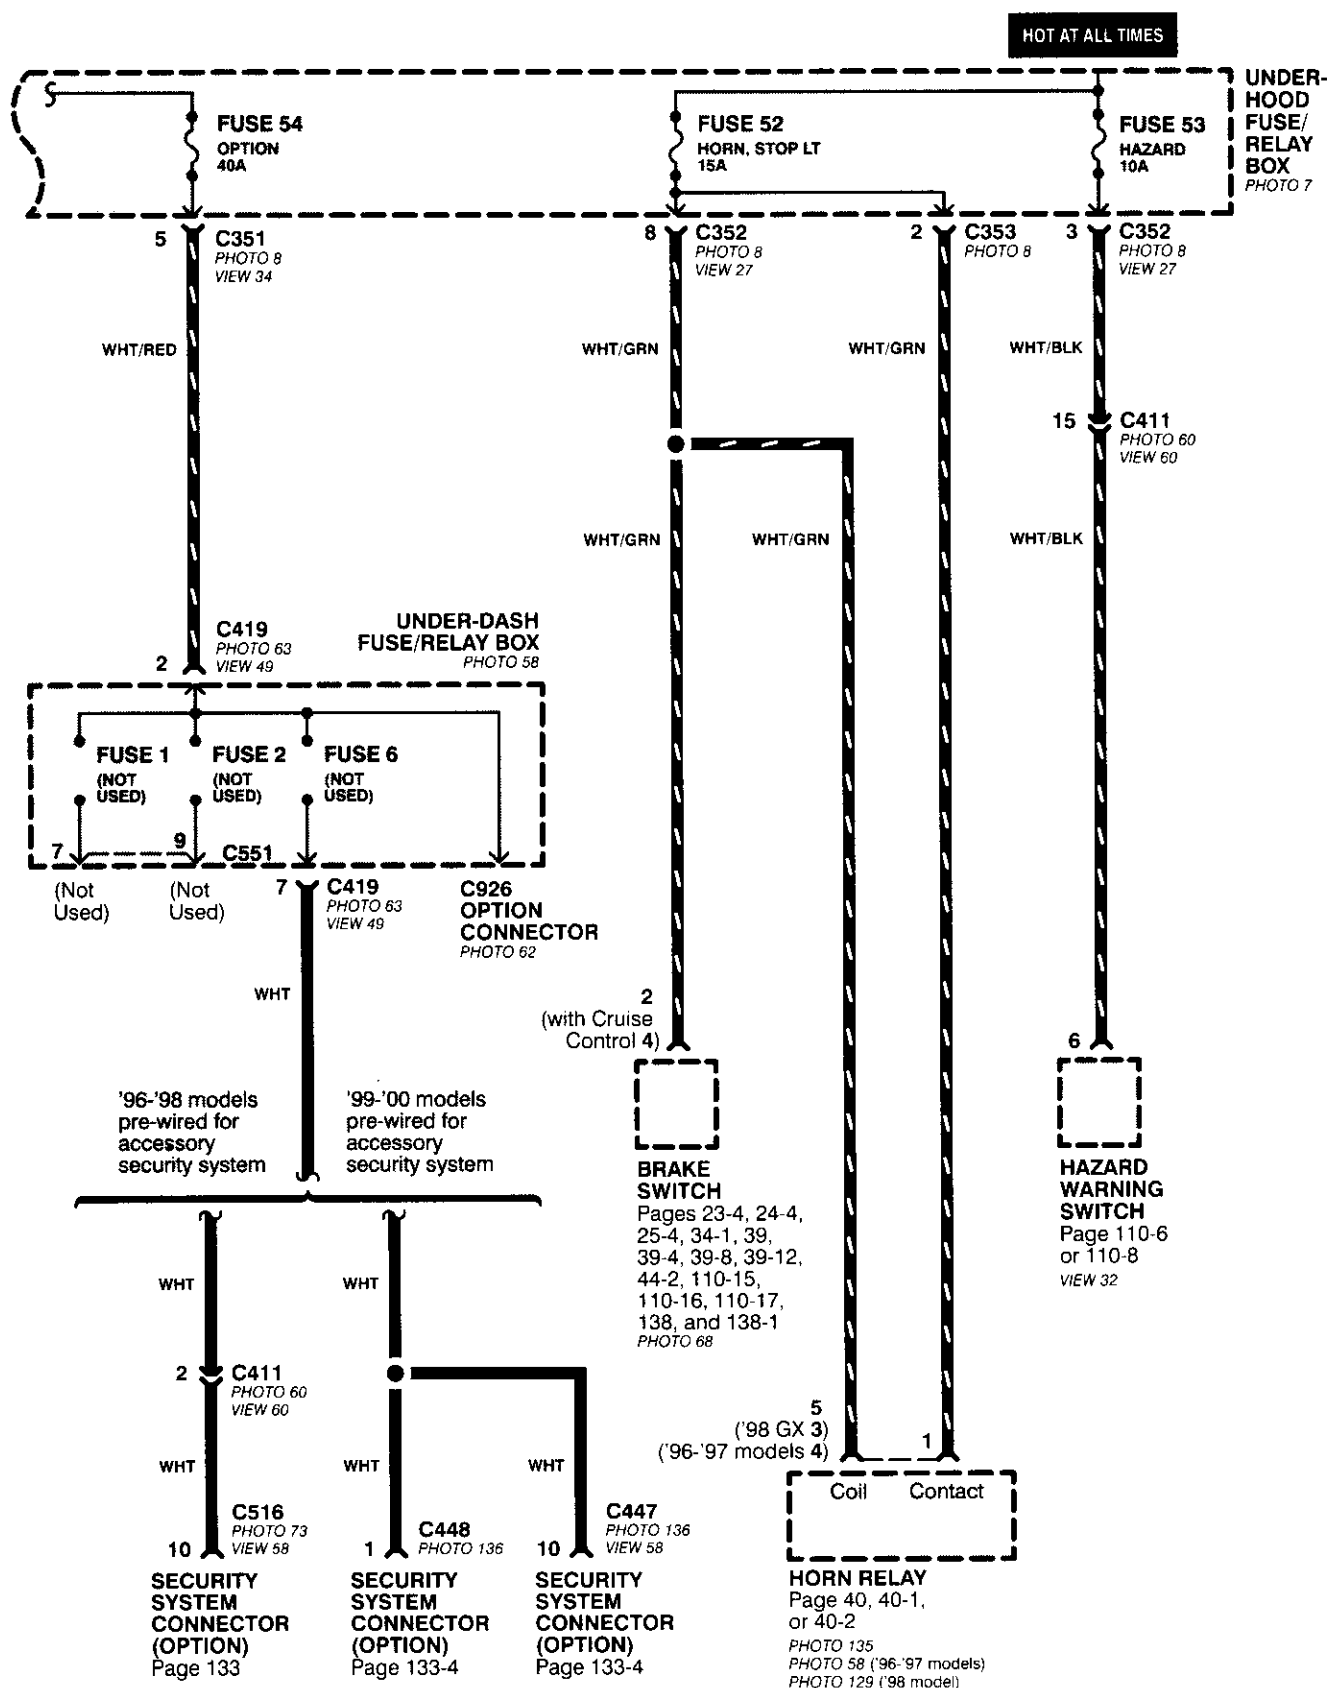 HOT AT ALL TIMES
UNDER-
HOOD
FUSE/
RELAY
BOX
PHOTO 7
FUSE 54
OPTION
40A
FUSE 52
HORN, STOP LT
15A
FUSE 53
HAZARD
10A
5
C351
PHOTO 8
VIEW 34
8
C352
PHOTO 8
VIEW 27
2
C353
PHOTO 8
3
C352
PHOTO 8
VIEW 27
WHT/RED
WHT/GRN
WHT/GRN
WHT/BLK
15
C411
PHOTO 60
VIEW 60
WHT/GRN
WHT/GRN
WHT/BLK
C419
PHOTO 63
VIEW 49
2
UNDER-DASH
FUSE/RELAY BOX
PHOTO 58
FUSE 1
(NOT
USED)
FUSE 2
(NOT
USED)
FUSE 6
(NOT
USED)
7
9
C551
(Not
Used)
(Not
Used)
7
C419
PHOTO 63
VIEW 49
C926
OPTION
CONNECTOR
PHOTO 62
WHT
2
(with Cruise
Control 4)
6
'96-'98 models
pre-wired for
accessory
security system
'99-'00 models
pre-wired for
accessory
security system
BRAKE
SWITCH
Pages 23-4, 24-4,
25-4, 34-1, 39,
39-4, 39-8, 39-12,
44-2, 110-15,
110-16, 110-17,
138, and 138-1
PHOTO 68
HAZARD
WARNING
SWITCH
Page 110-6
or 110-8
VIEW 32
WHT
WHT
2
C411
PHOTO 60
VIEW 60
5
('98 GX 3)
('96-'97 models 4)
1
WHT
WHT
WHT
Coil
Contact
C516
PHOTO 73
VIEW 58
10
C448
PHOTO 136
1
C447
PHOTO 136
VIEW 58
10
SECURITY
SYSTEM
CONNECTOR
(OPTION)
Page 133
SECURITY
SYSTEM
CONNECTOR
(OPTION)
Page 133-4
SECURITY
SYSTEM
CONNECTOR
(OPTION)
Page 133-4
HORN RELAY
Page 40, 40-1,
or 40-2
PHOTO 135
PHOTO 58 ('96-'97 models)
PHOTO 129 ('98 model)